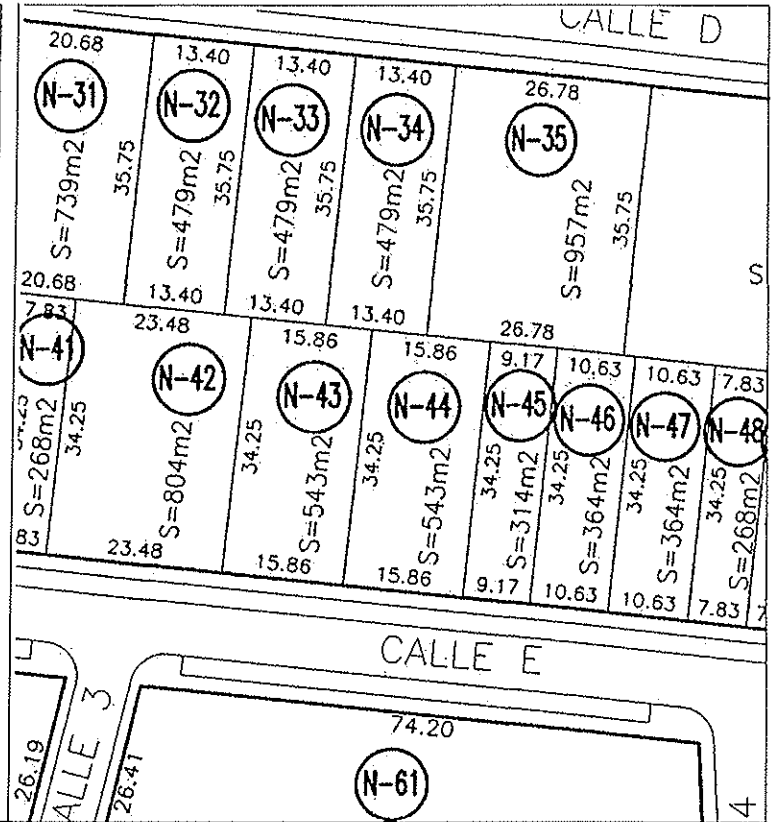 CALLE D
20.68
13.40
13.40
13.40
26.78
N-31
N-32
N-33
N-34
N-35
S=739m2
35.75
S=479m2
35.75
S=479m2
35.75
S=479m2
35.75
S=957m2
35.75
S
20.68
13.40
13.40
13.40
26.78
7.83
23.48
15.86
15.86
9.17
10.63
10.63
7.83
N-41
N-42
N-43
N-44
N-45
N-46
N-47
N-48
34.25
S=268m2
34.25
S=804m2
34.25
S=543m2
34.25
S=543m2
34.25
S=314m2
34.25
S=364m2
34.25
S=364m2
34.25
S=268m2
83
23.48
15.86
15.86
9.17
10.63
10.63
7.83
7
CALLE E
ALLE 3
26.19
26.41
74.20
N-61
4